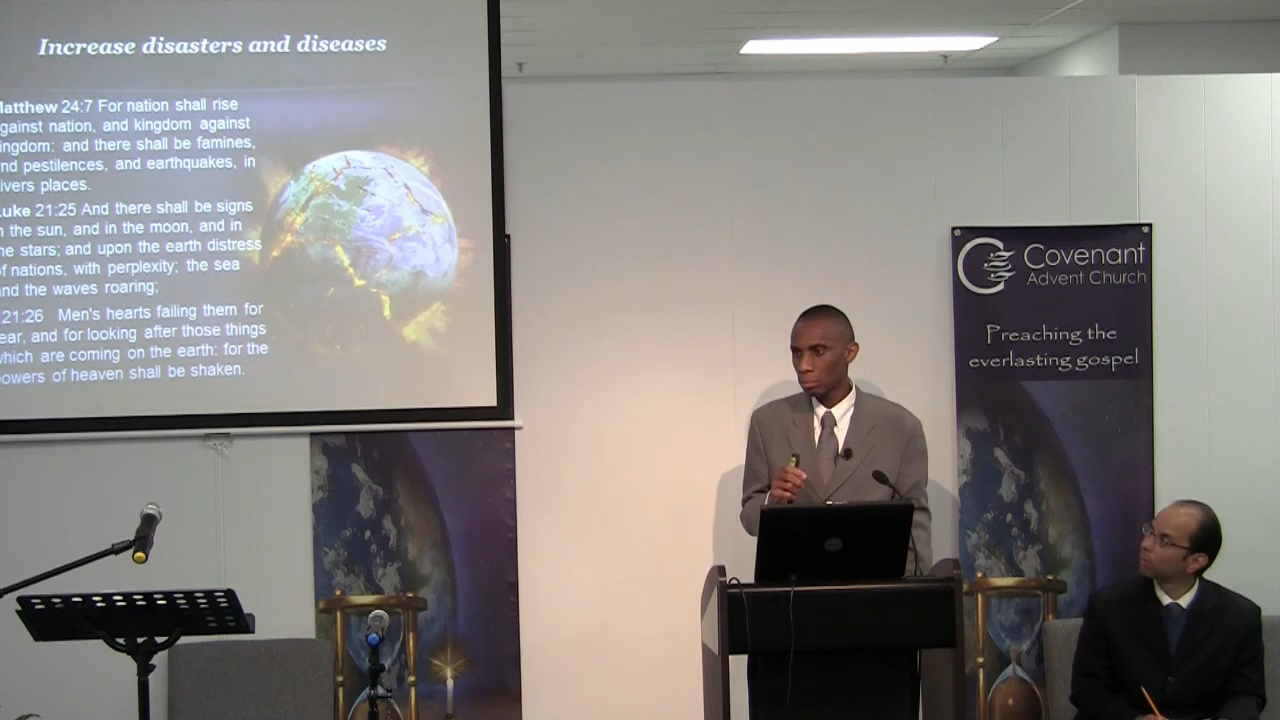 Increase disasters and diseases
Matthew 24:7 For nation shall rise
gainst nation, and kingdom against
ingdom: and there shall be famines,
nd pestilences, and earthquakes, in
ivers places.
Luke 21:25 And there shall be signs
n the sun, and in the moon, and in
he stars; and upon the earth distress
of nations, with perplexity; the sea
and the waves roaring;
21:26 Men's hearts failing them for
ear, and for looking after those things
which are coming on the earth: for the
powers of heaven shall be shaken.
Covenant
Advent Church
Preaching the
everlasting gospel